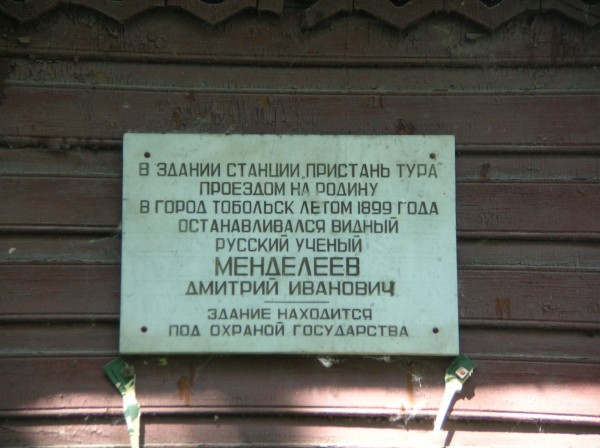 В ЗДАНИИ СТАНЦИИ ПРИСТАНЬ ТУРА
ПРОЕЗДОМ НА РОДИНУ
В ГОРОД ТОБОЛЬСК ЛЕТОМ 1899 ГОДА
ОСТАНАВЛИВАЛСЯ ВИДНЫЙ
РУССКИЙ УЧЕНЫЙ
МЕНДЕЛЕЕВ
ДМИТРИЙ ИВАНОВИЧ
ЗДАНИЕ НАХОДИТСЯ
ПОД ОХРАНОЙ ГОСУДАРСТВА